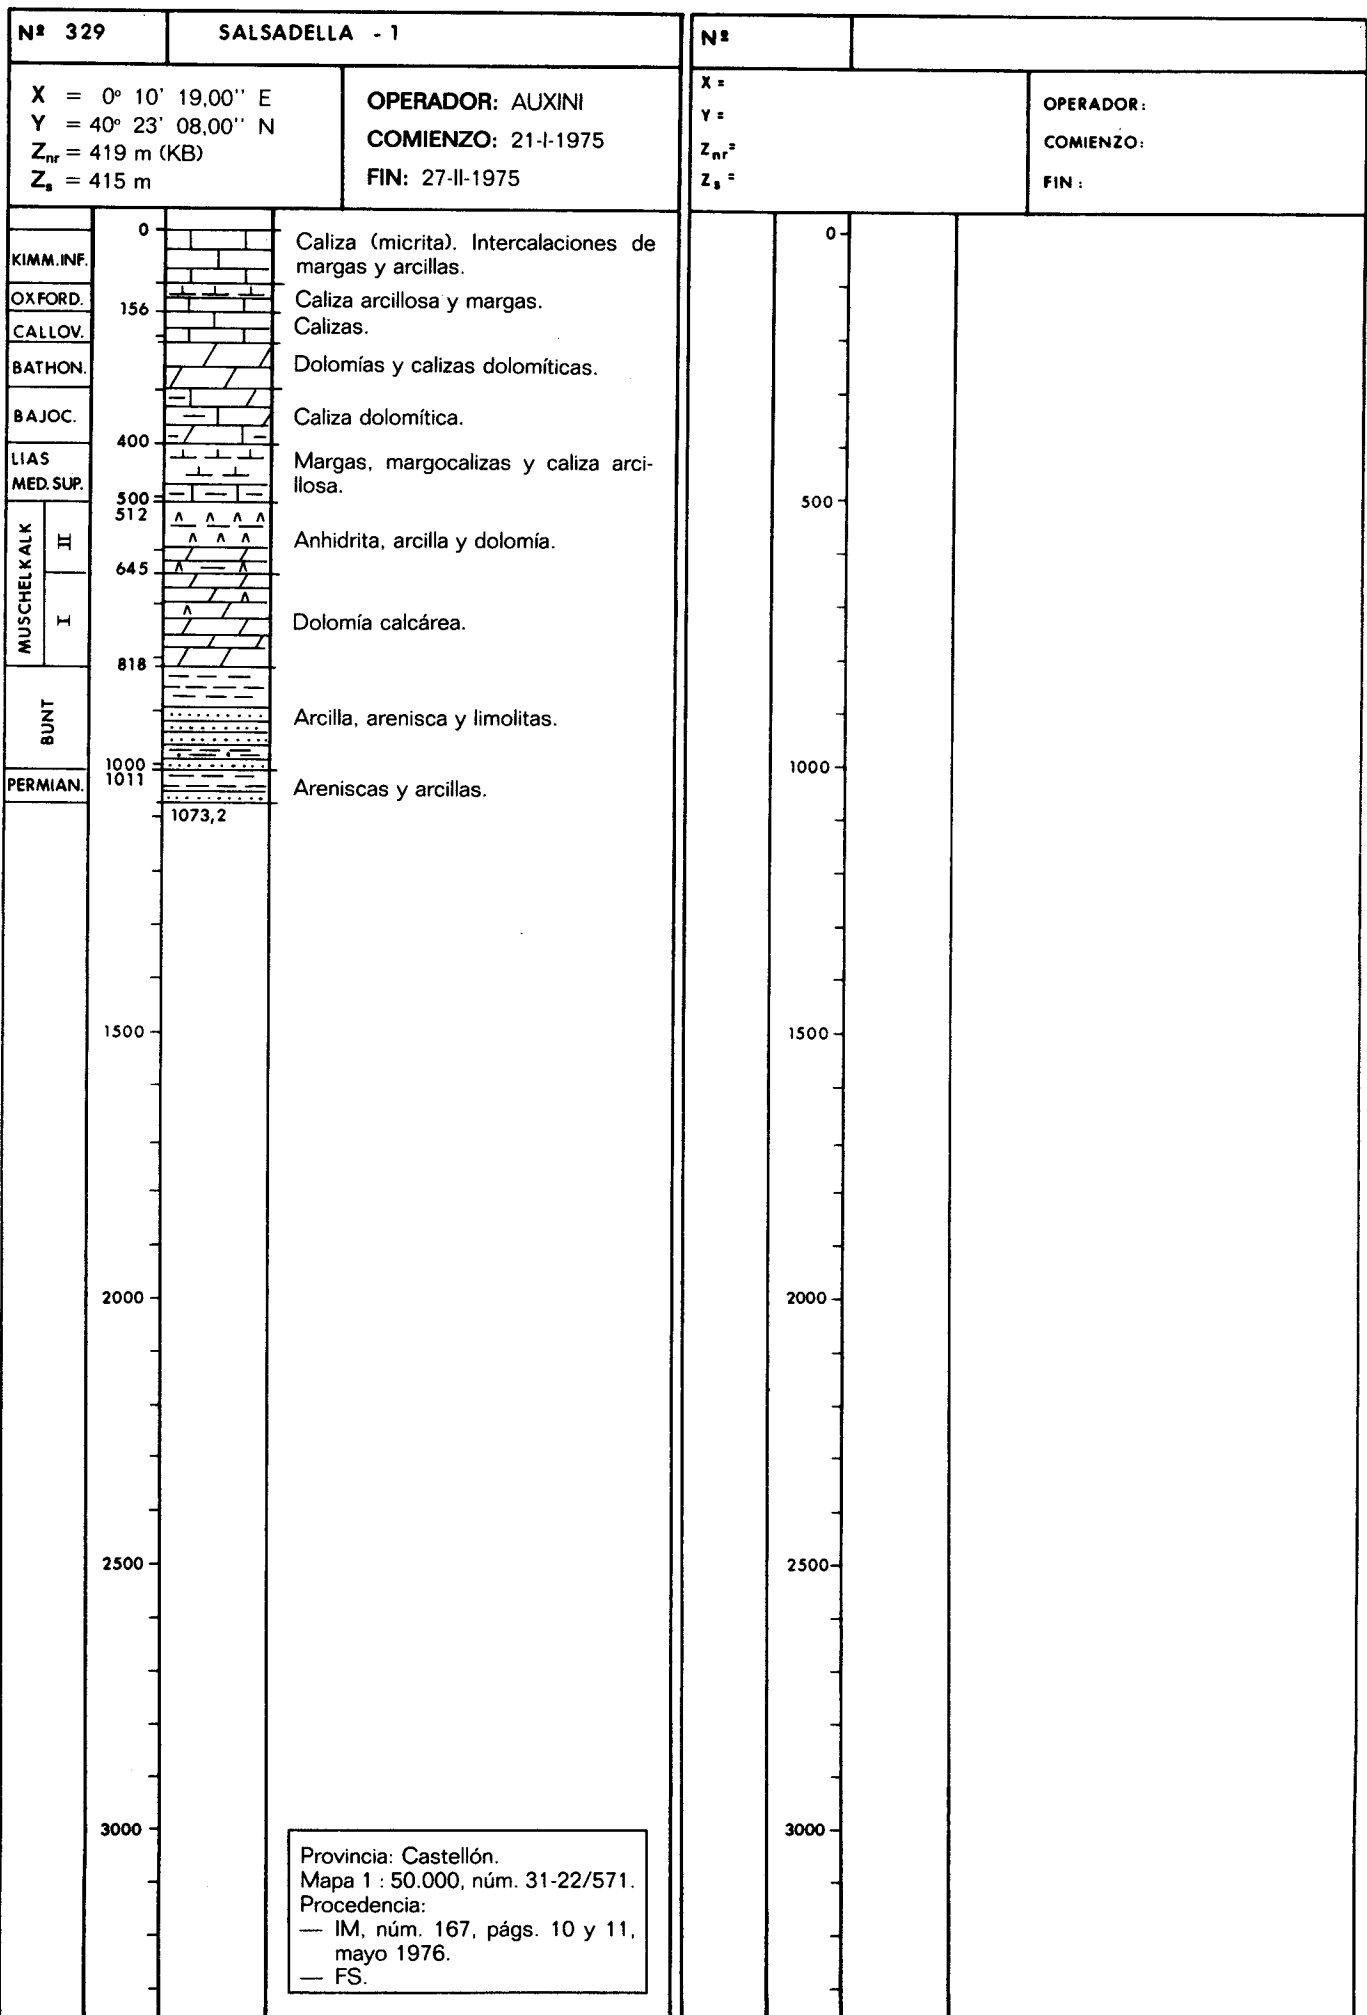 Nº 329
SALSADELLA - 1
X = 0º 10' 19,00'' E
Y = 40º 23' 08,00'' N
Znr = 419 m (KB)
Zs = 415 m
OPERADOR: AUXINI
COMIENZO: 21-I-1975
FIN: 27-II-1975
0
KIMM.INF.
Caliza (micrita). Intercalaciones de
margas y arcillas.
OXFORD.
156
Caliza arcillosa y margas.
CALLOV.
Calizas.
BATHON.
Dolomías y calizas dolomíticas.
BAJOC.
Caliza dolomítica.
400
LIAS
MED. SUP.
Margas, margocalizas y caliza arci-
llosa.
500
512
MUSCHELKALK
II
Anhidrita, arcilla y dolomía.
645
I
Dolomía calcárea.
818
BUNT
Arcilla, arenisca y limolitas.
1000
1011
PERMIAN.
Areniscas y arcillas.
1073,2
1500
2000
2500
3000
Provincia: Castellón.
Mapa 1 : 50.000, núm. 31-22/571.
Procedencia:
— IM, núm. 167, págs. 10 y 11,
mayo 1976.
— FS.
Nº
X =
Y =
Znr=
Zs =
OPERADOR:
COMIENZO:
FIN :
0
500
1000
1500
2000
2500
3000